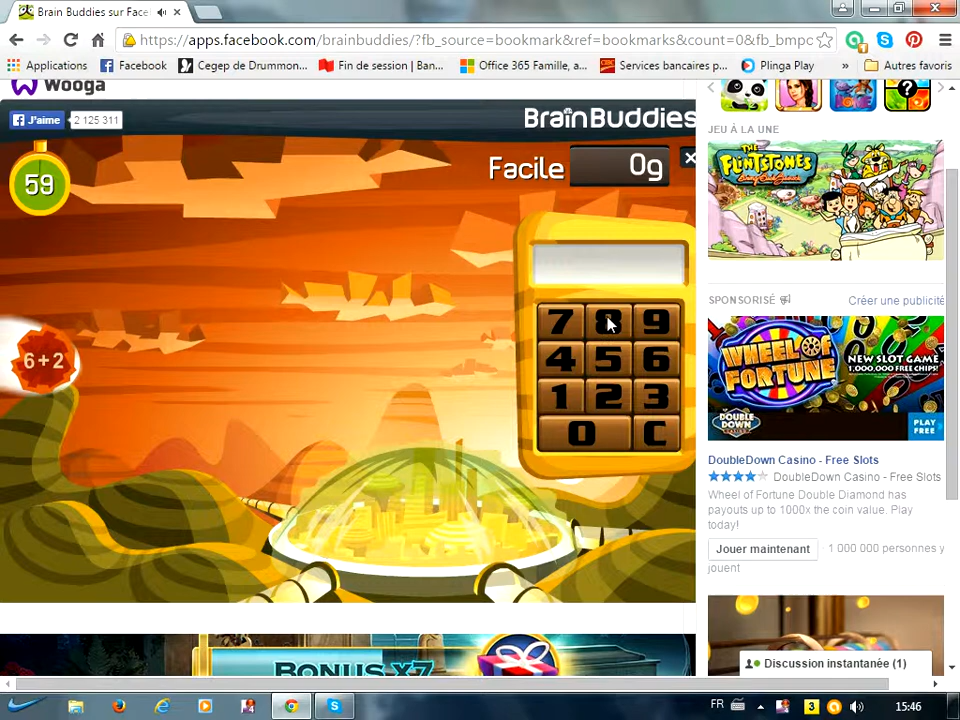 Brain Buddies sur Face
https://apps.facebook.com/brainbuddies/?fb_source=bookmark&ref=bookmarks&count=0&fb_bmpc
Applications
Facebook
Cegep de Drummon...
Fin de session | Ban...
Office 365 Famille, a...
CIBC
Services bancaires p...
Plinga Play
»
Autres favoris
Wooga
J'aime
2 125 311
BrainBuddies
Facile
0g
59
6+2
7 8 9
4 5 6
1 2 3
0 C
BONUS X7
JEU À LA UNE
THE FLINTSTONES
SPONSORISÉ
Créer une publicité
WHEEL OF FORTUNE
NEW SLOT GAME
1,000,000 FREE CHIPS!
DOUBLE DOWN CASINO
PLAY FREE
DoubleDown Casino - Free Slots
DoubleDown Casino - Free Slots
Wheel of Fortune Double Diamond has
payouts up to 1000x the coin value. Play
today!
Jouer maintenant
· 1 000 000 personnes y
jouent
Discussion instantanée (1)
FR
3
15:46